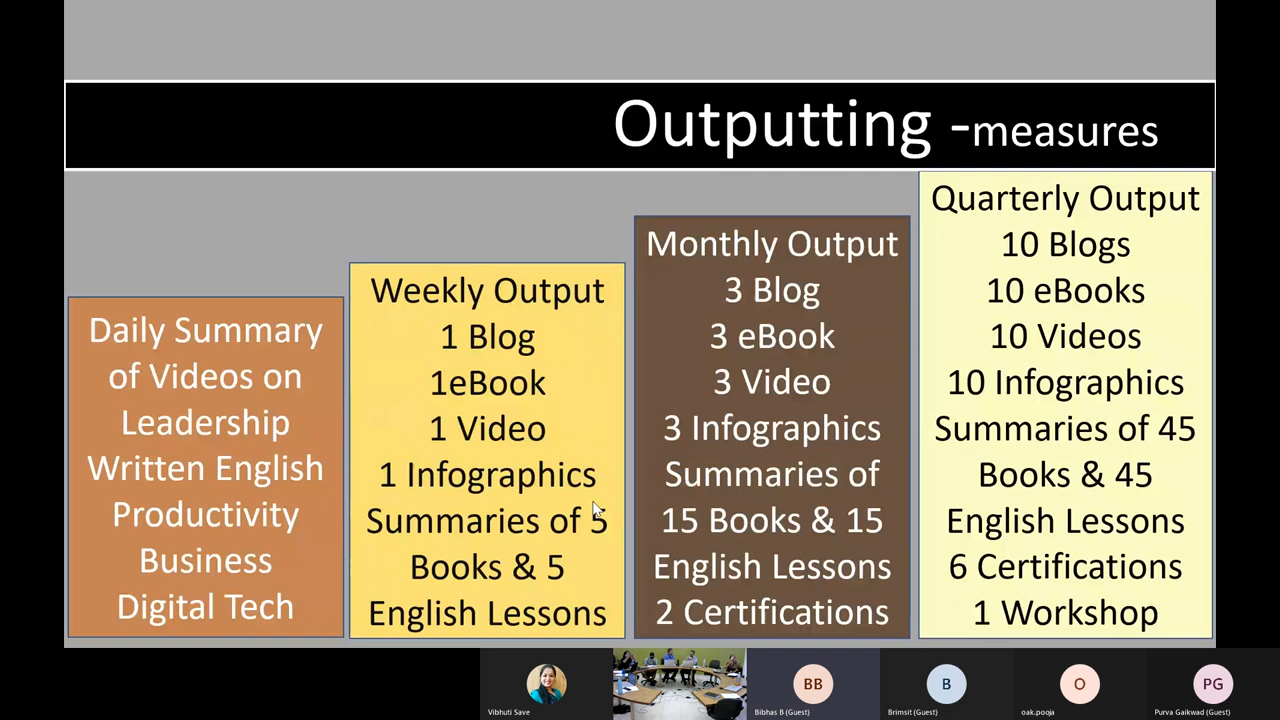 Outputting -measures
Daily Summary
of Videos on
Leadership
Written English
Productivity
Business
Digital Tech
Weekly Output
1 Blog
1eBook
1 Video
1 Infographics
Summaries of 5
Books & 5
English Lessons
Monthly Output
3 Blog
3 eBook
3 Video
3 Infographics
Summaries of
15 Books & 15
English Lessons
2 Certifications
Quarterly Output
10 Blogs
10 eBooks
10 Videos
10 Infographics
Summaries of 45
Books & 45
English Lessons
6 Certifications
1 Workshop
Vibhuti Save
BB
Bibhas B (Guest)
B
Brimsit (Guest)
O
oak.pooja
PG
Purva Gaikwad (Guest)